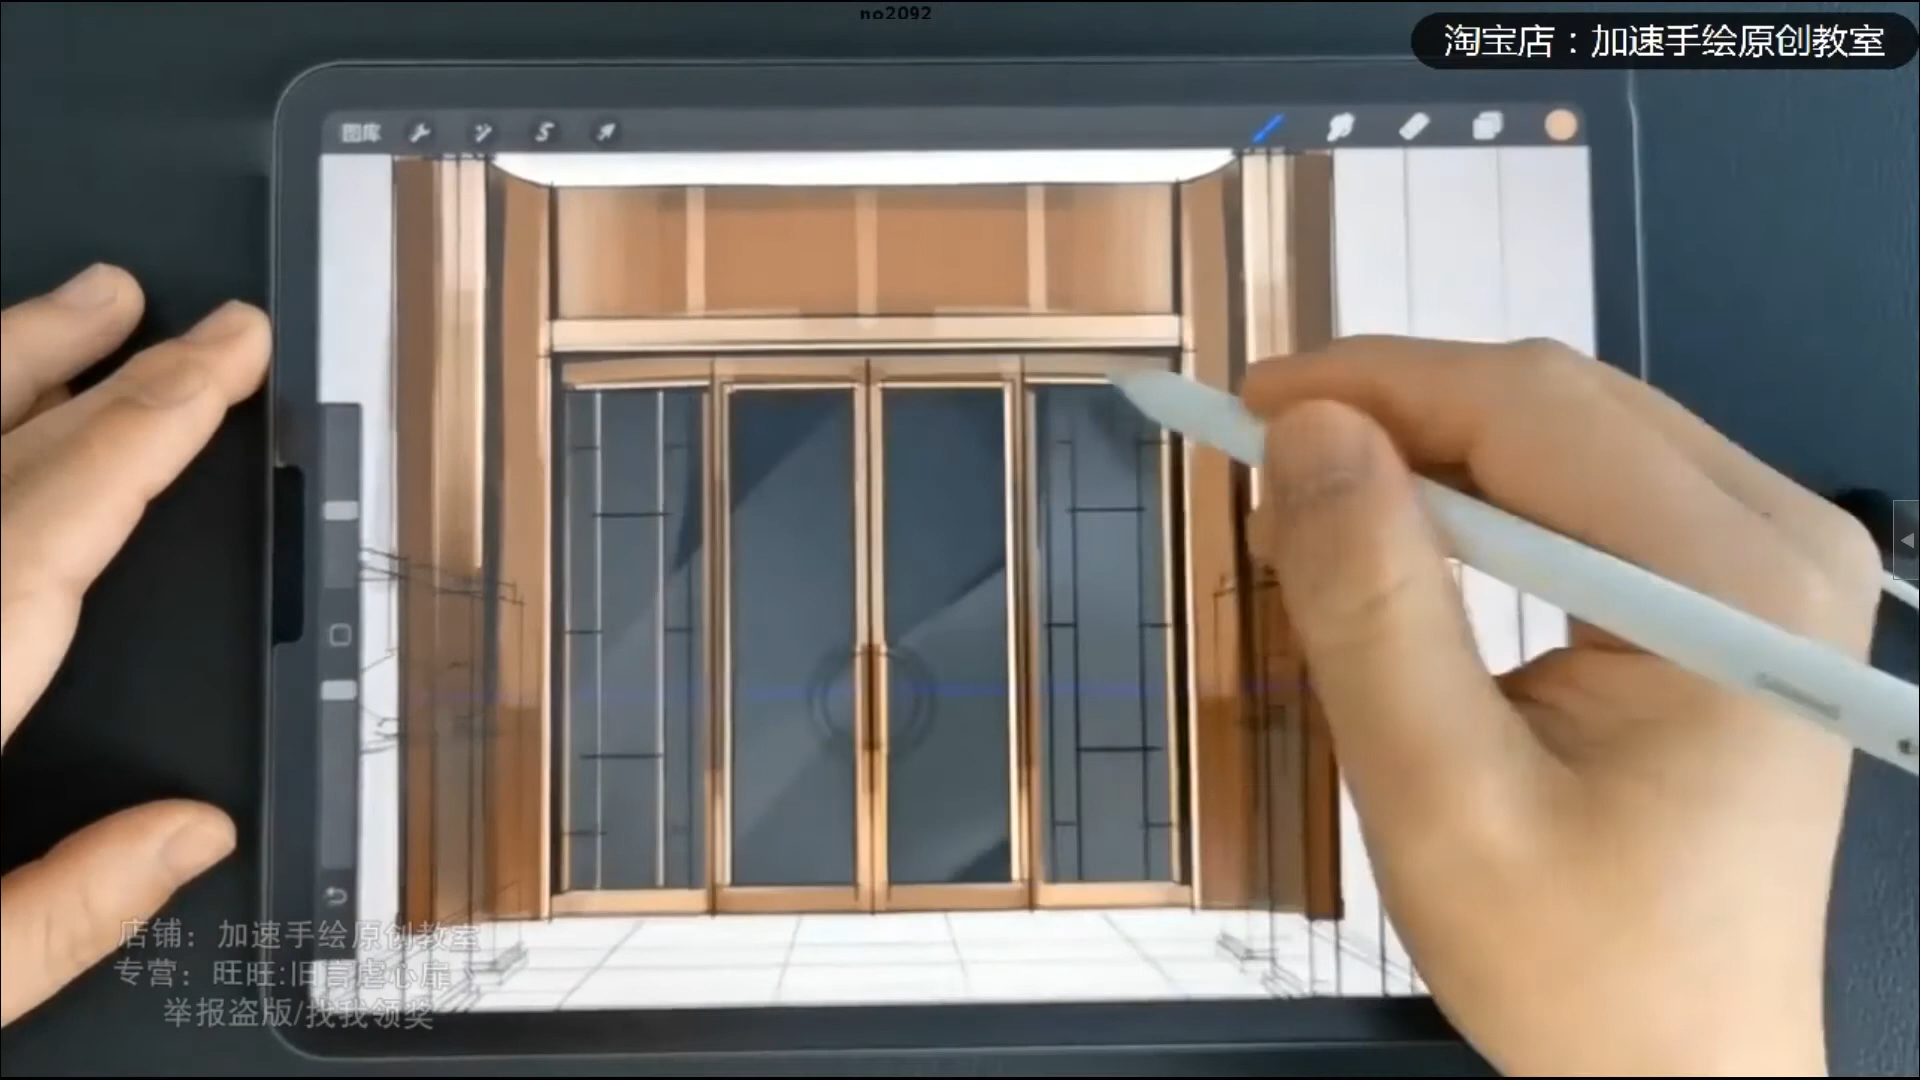 no2092
淘宝店：加速手绘原创教室
图库
店铺：加速手绘原创教室
专营：旺旺:旧言虐心扉
举报盗版/找我领奖